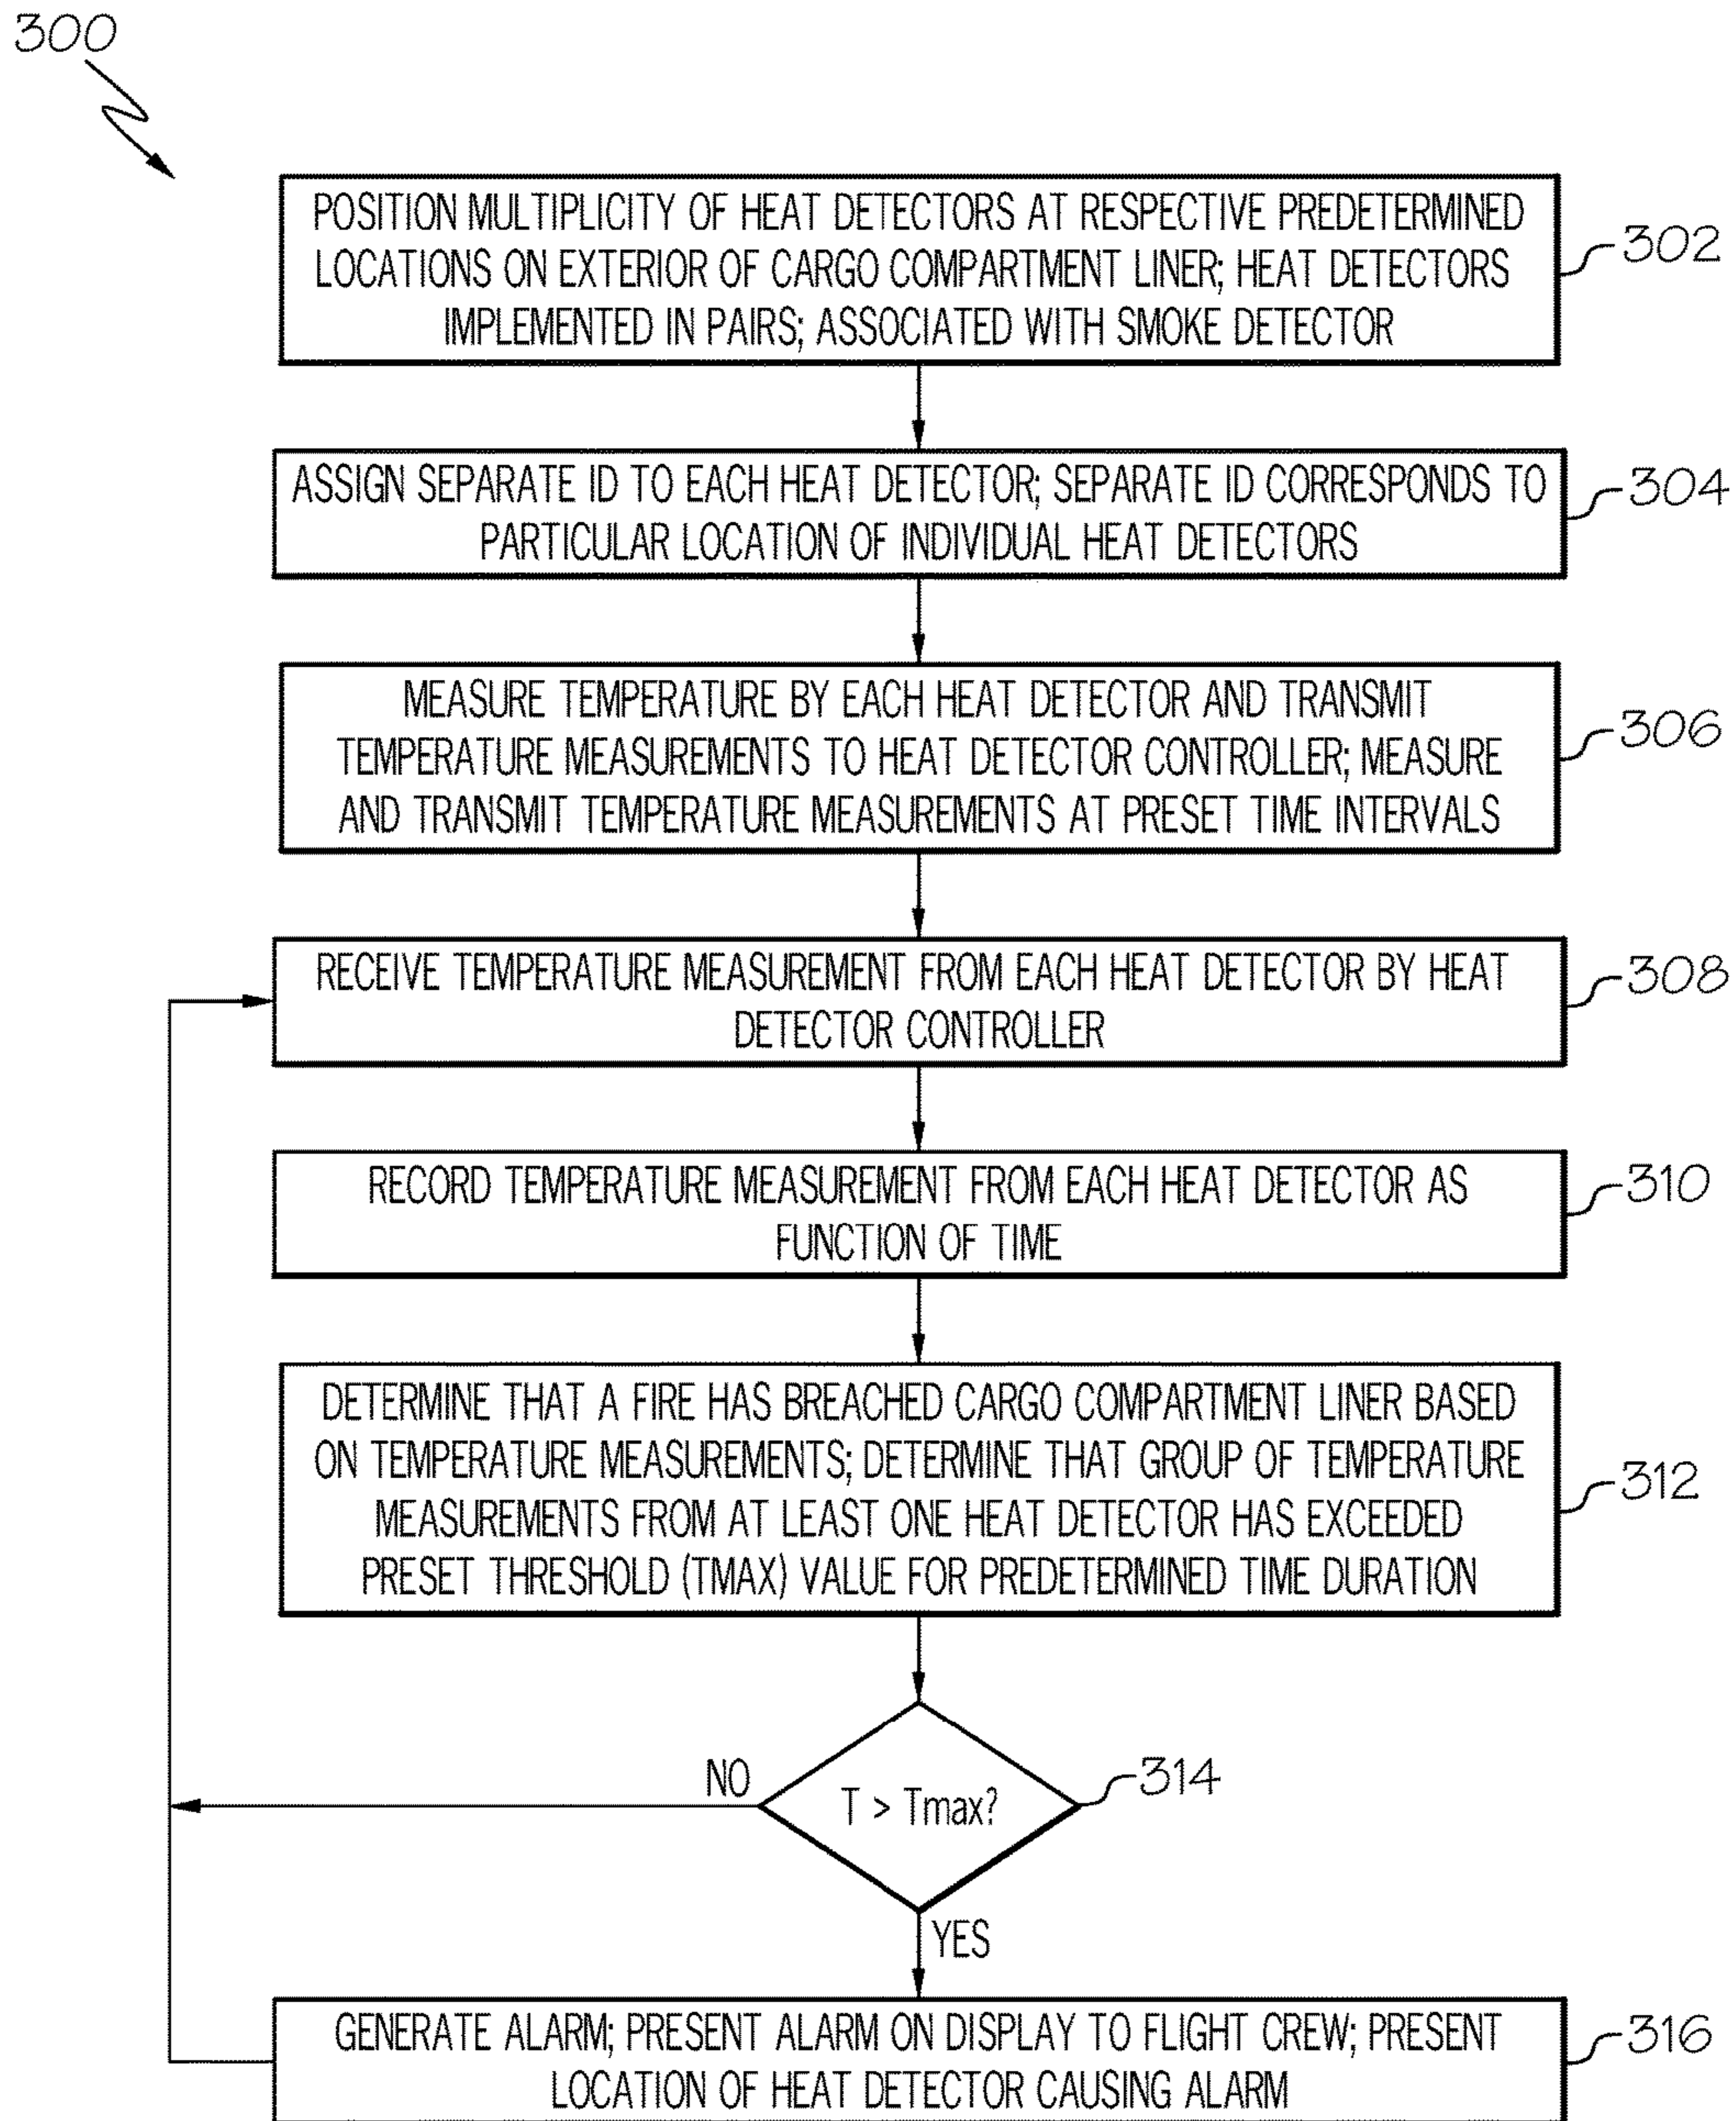 300
POSITION MULTIPLICITY OF HEAT DETECTORS AT RESPECTIVE PREDETERMINED
LOCATIONS ON EXTERIOR OF CARGO COMPARTMENT LINER; HEAT DETECTORS
IMPLEMENTED IN PAIRS; ASSOCIATED WITH SMOKE DETECTOR
302
ASSIGN SEPARATE ID TO EACH HEAT DETECTOR; SEPARATE ID CORRESPONDS TO
PARTICULAR LOCATION OF INDIVIDUAL HEAT DETECTORS
304
MEASURE TEMPERATURE BY EACH HEAT DETECTOR AND TRANSMIT
TEMPERATURE MEASUREMENTS TO HEAT DETECTOR CONTROLLER; MEASURE
AND TRANSMIT TEMPERATURE MEASUREMENTS AT PRESET TIME INTERVALS
306
RECEIVE TEMPERATURE MEASUREMENT FROM EACH HEAT DETECTOR BY HEAT
DETECTOR CONTROLLER
308
RECORD TEMPERATURE MEASUREMENT FROM EACH HEAT DETECTOR AS
FUNCTION OF TIME
310
DETERMINE THAT A FIRE HAS BREACHED CARGO COMPARTMENT LINER BASED
ON TEMPERATURE MEASUREMENTS; DETERMINE THAT GROUP OF TEMPERATURE
MEASUREMENTS FROM AT LEAST ONE HEAT DETECTOR HAS EXCEEDED
PRESET THRESHOLD (TMAX) VALUE FOR PREDETERMINED TIME DURATION
312
NO
T > Tmax?
314
YES
GENERATE ALARM; PRESENT ALARM ON DISPLAY TO FLIGHT CREW; PRESENT
LOCATION OF HEAT DETECTOR CAUSING ALARM
316